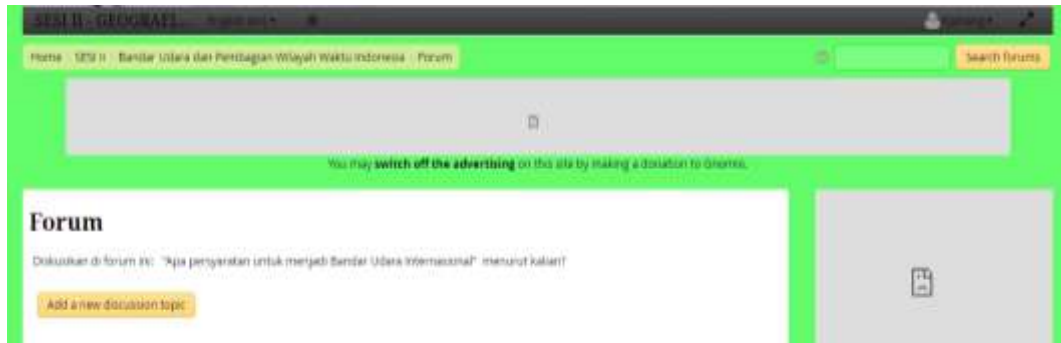 SESI II - GEOGRAFI...
Home SESI II Bandar Udara dan Pembagian Wilayah Waktu Indonesia Forum
Search forums
You may switch off the advertising on this site by making a donation to Gnomio.
Forum
Diskusikan di forum ini: "Apa persyaratan untuk menjadi Bandar Udara Internasional" menurut kalian?
Add a new discussion topic